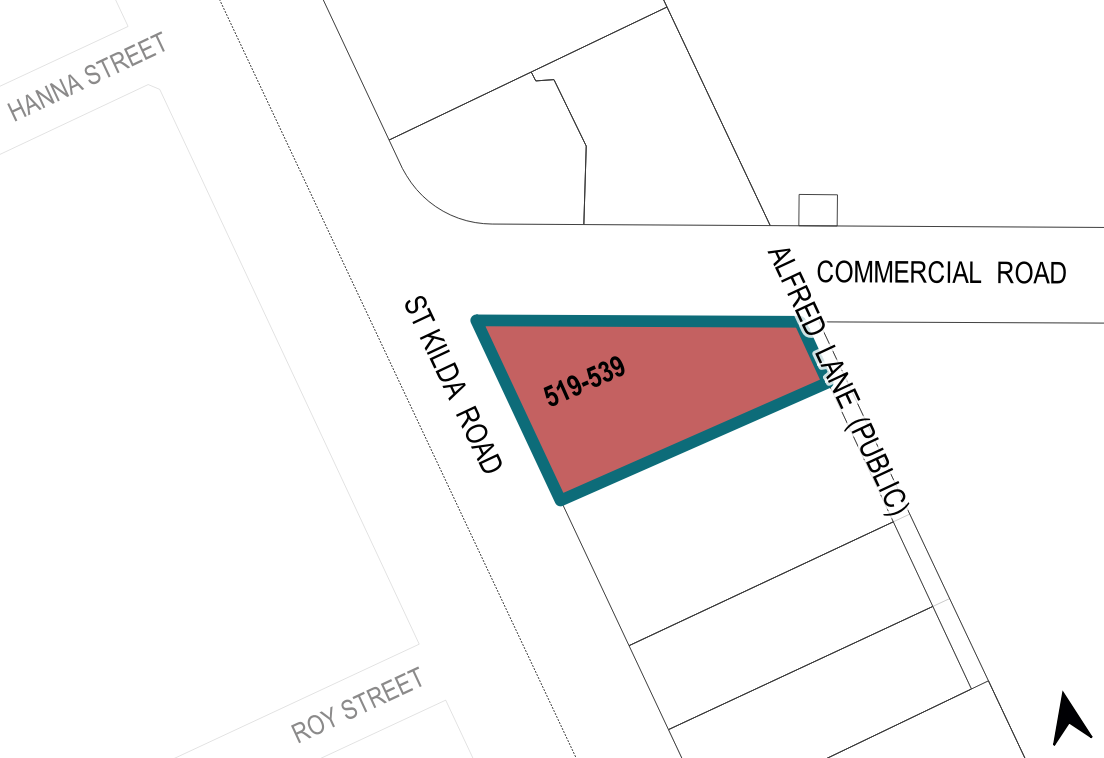 HANNA STREET
COMMERCIAL ROAD
ALFRED LANE (PUBLIC)
ST KILDA ROAD
519-539
ROY STREET